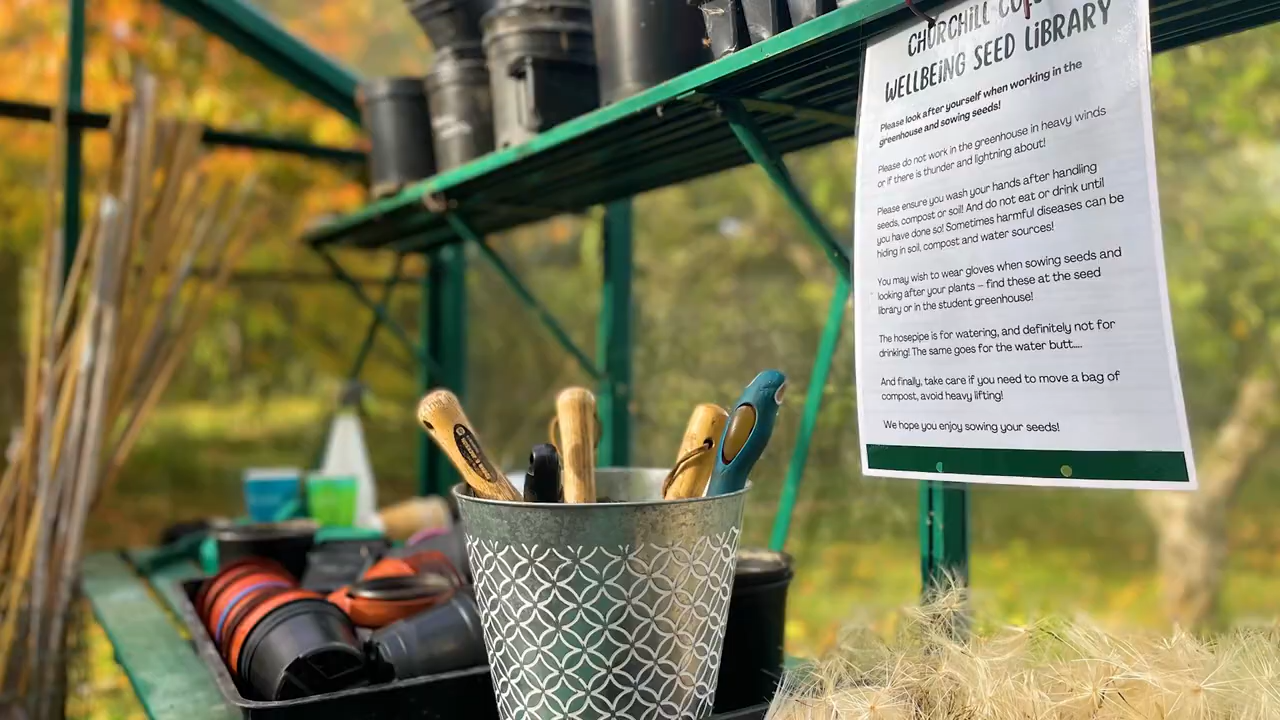 CHURCHILL
WELLBEING SEED LIBRARY
Please look after yourself when working in the
greenhouse and sowing seeds!
Please do not work in the greenhouse in heavy winds
or if there is thunder and lightning about!
Please ensure you wash your hands after handling
seeds, compost or soil! And do not eat or drink until
you have done so! Sometimes harmful diseases can be
hiding in soil, compost and water sources!
You may wish to wear gloves when sowing seeds and
looking after your plants – find these at the seed
library or in the student greenhouse!
The hosepipe is for watering, and definitely not for
drinking! The same goes for the water butt....
And finally, take care if you need to move a bag of
compost, avoid heavy lifting!
We hope you enjoy sowing your seeds!